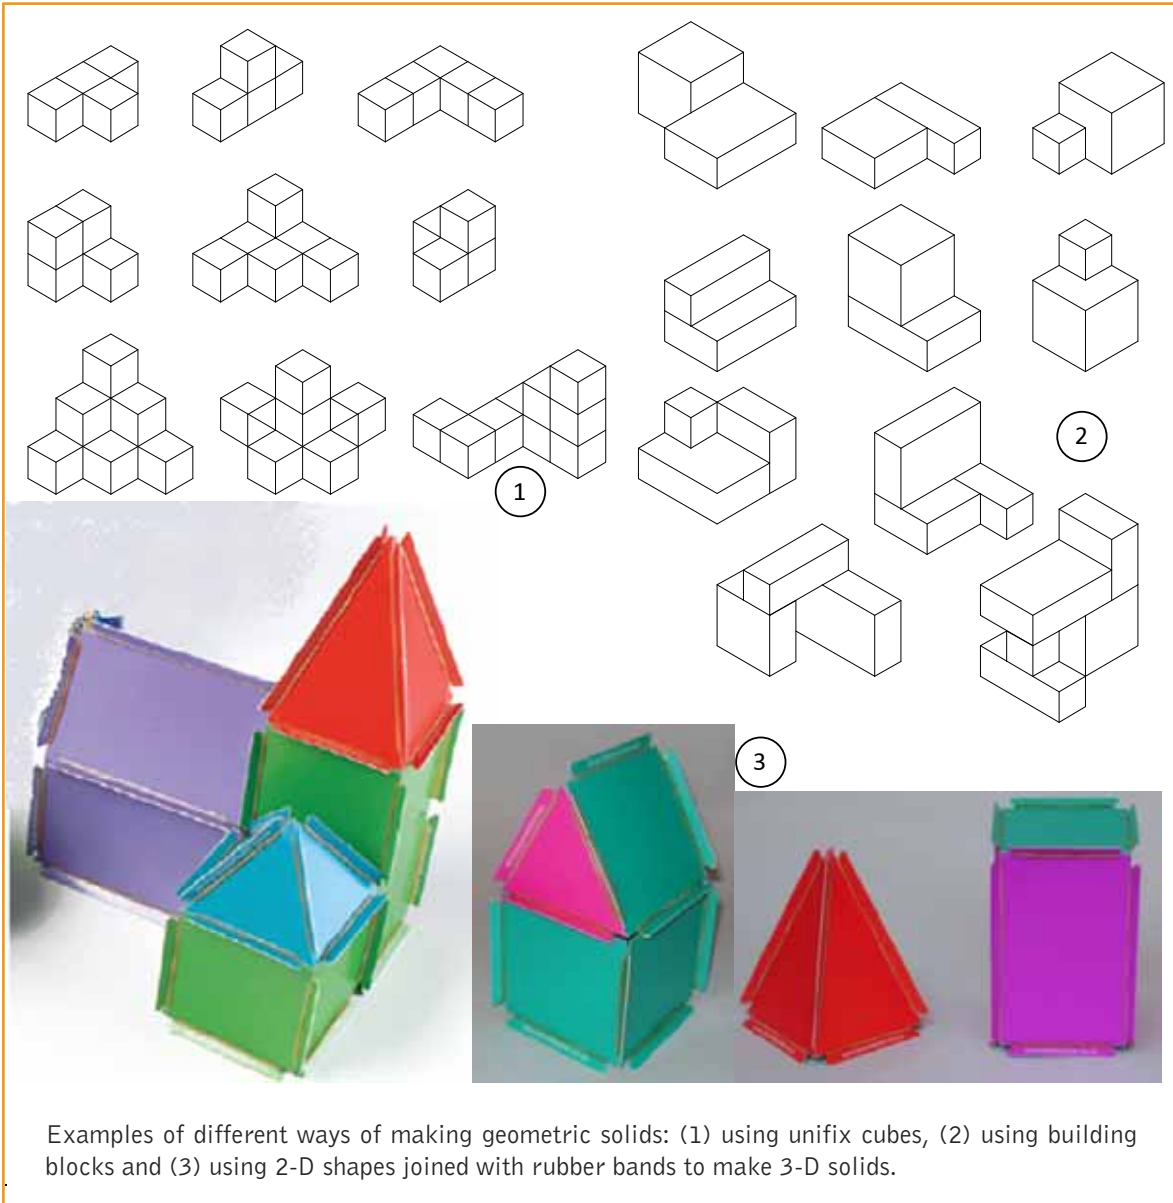 1
2
3
Examples of different ways of making geometric solids: (1) using unifix cubes, (2) using building
blocks and (3) using 2-D shapes joined with rubber bands to make 3-D solids.